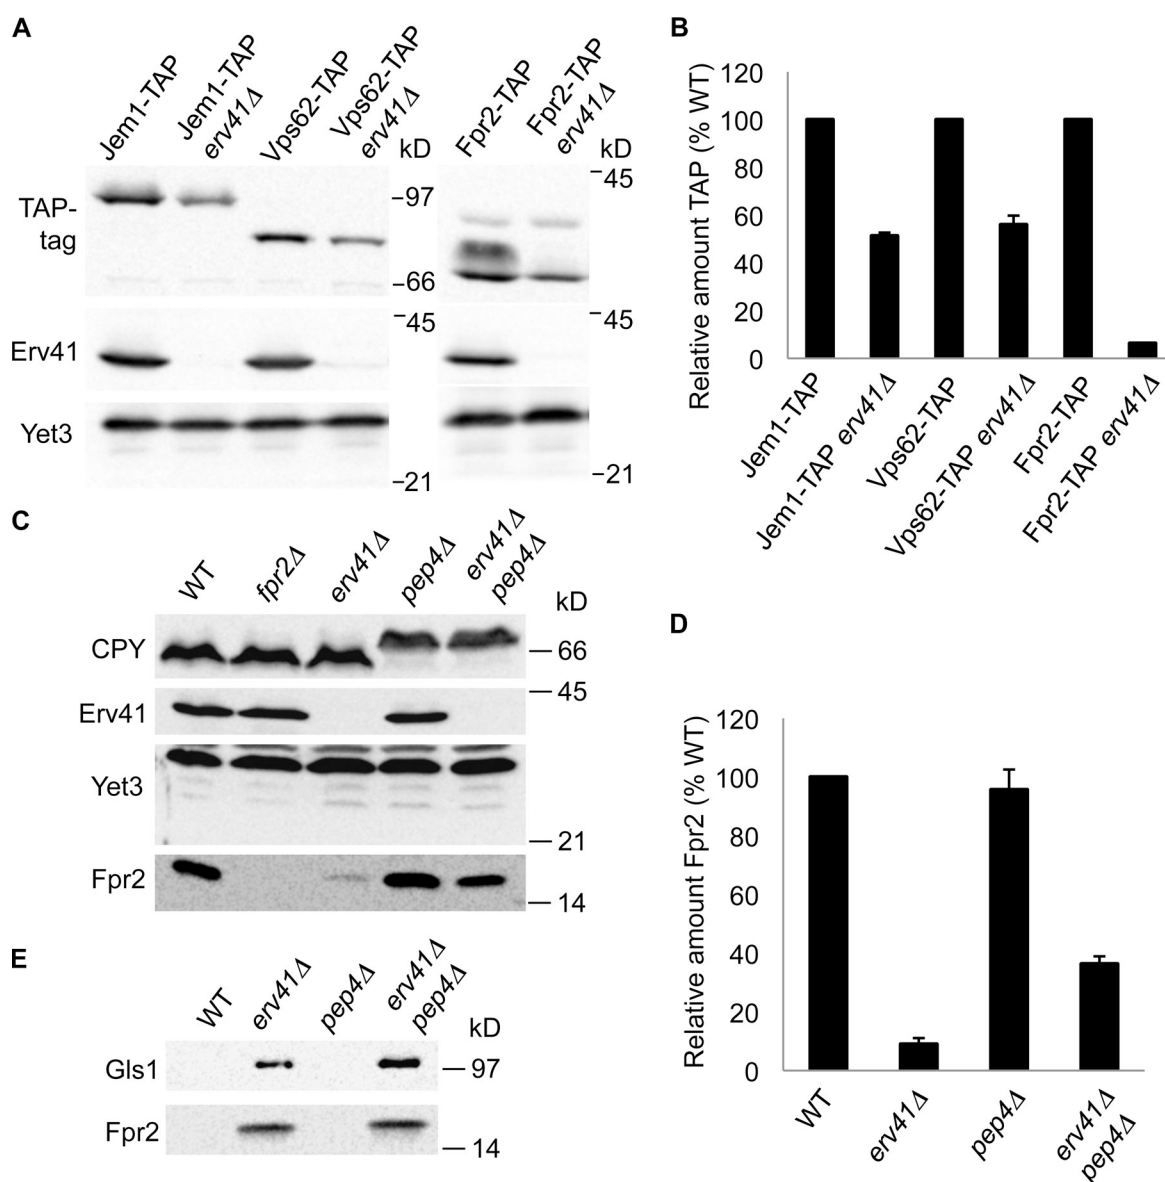 A
Jem1-TAP
Jem1-TAP
erv41Δ
Vps62-TAP
Vps62-TAP
erv41Δ
kD
Fpr2-TAP
Fpr2-TAP
erv41Δ
kD
TAP-
tag
–97
–66
–45
Erv41
–45
–45
Yet3
–21
–21
B
Relative amount TAP (% WT)
120
100
80
60
40
20
0
Jem1-TAP
Jem1-TAP erv41Δ
Vps62-TAP
Vps62-TAP erv41Δ
Fpr2-TAP
Fpr2-TAP erv41Δ
C
WT
fpr2Δ
erv41Δ
pep4Δ
erv41Δ
pep4Δ
kD
CPY
— 66
Erv41
— 45
Yet3
— 21
Fpr2
— 14
D
Relative amount Fpr2 (% WT)
120
100
80
60
40
20
0
WT
erv41Δ
pep4Δ
erv41Δ
pep4Δ
E
WT
erv41Δ
pep4Δ
erv41Δ
pep4Δ
kD
Gls1
— 97
Fpr2
— 14